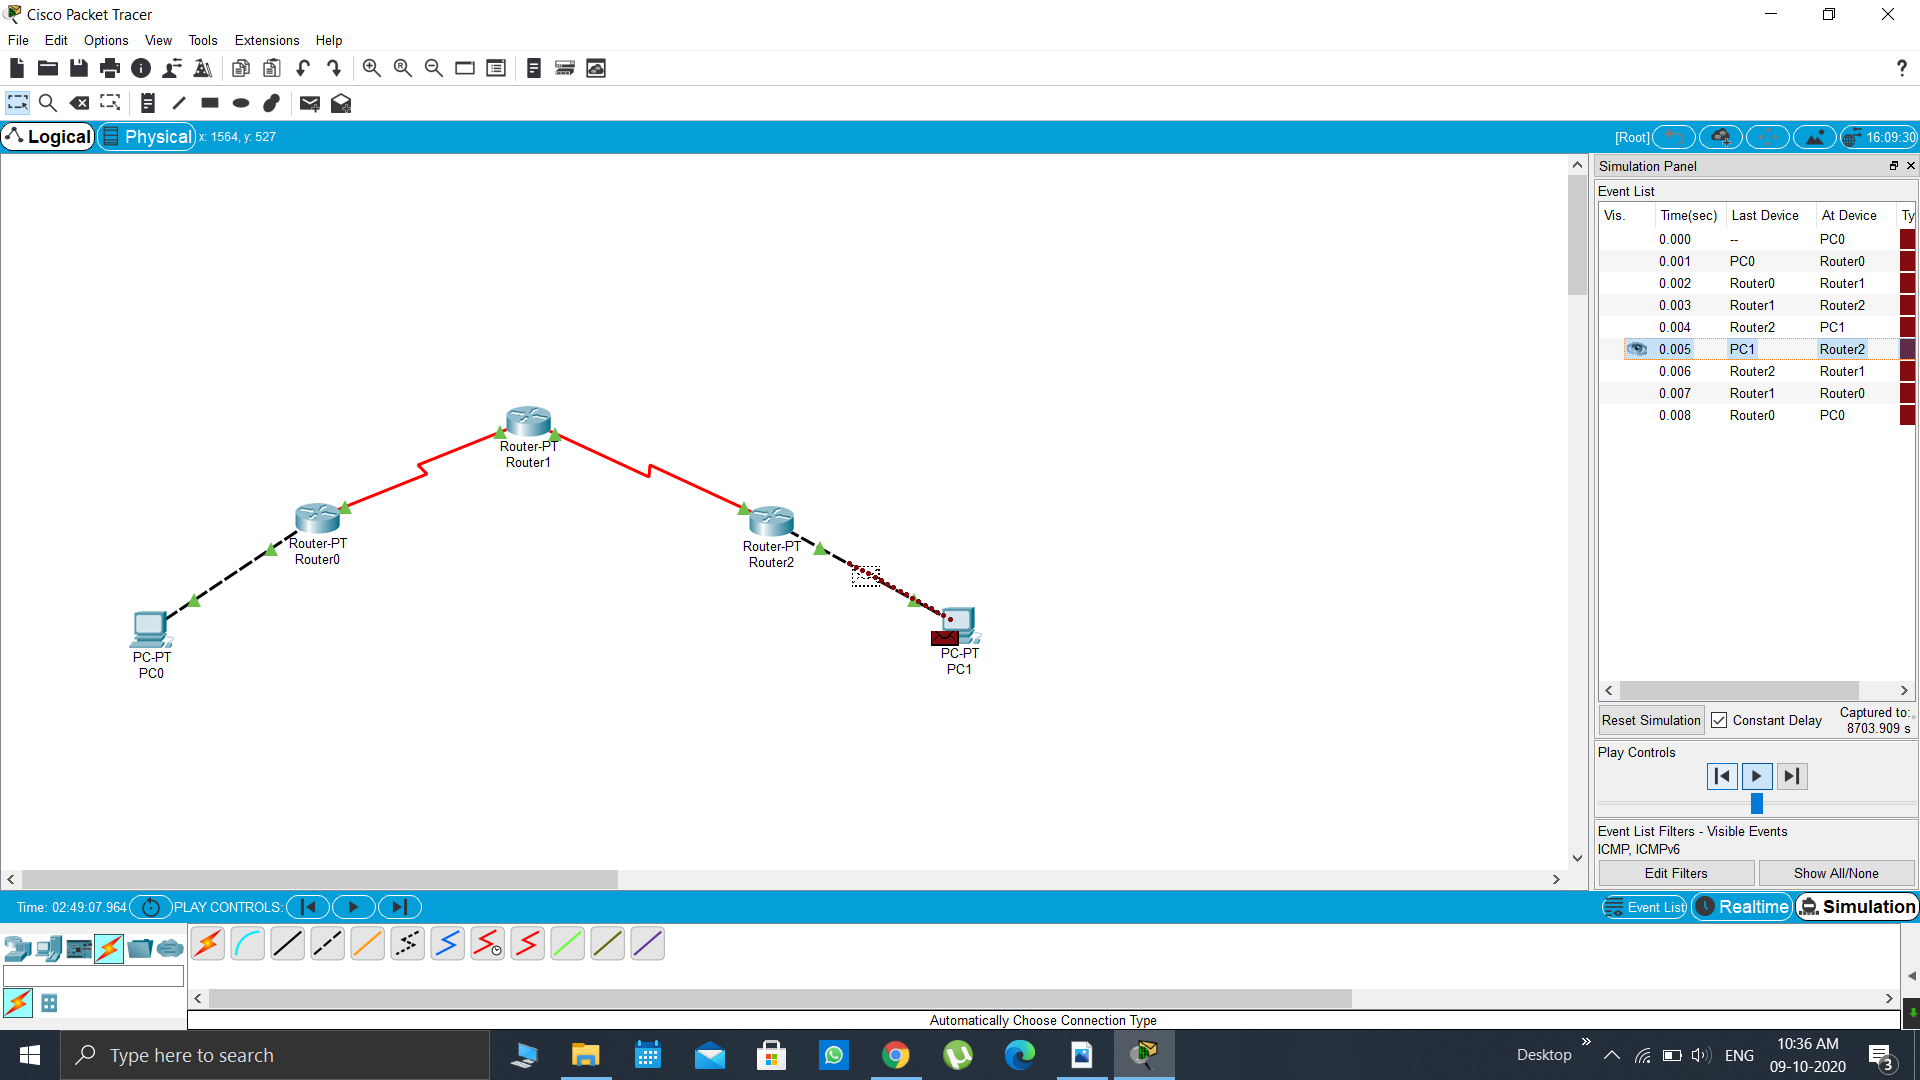 Cisco Packet Tracer
File Edit Options View Tools Extensions Help
?
Logical Physical x: 1564, y: 527 [Root] 16:09:30
Simulation Panel
Event List
Vis. Time(sec) Last Device At Device Ty
0.000 -- PC0
0.001 PC0 Router0
0.002 Router0 Router1
0.003 Router1 Router2
0.004 Router2 PC1
0.005 PC1 Router2
0.006 Router2 Router1
0.007 Router1 Router0
0.008 Router0 PC0
Router-PT
Router1
Router-PT
Router0
Router-PT
Router2
PC-PT
PC0
PC-PT
PC1
Reset Simulation Constant Delay Captured to:
8703.909 s
Play Controls
Event List Filters - Visible Events
ICMP, ICMPv6
Edit Filters Show All/None
Time: 02:49:07.964 PLAY CONTROLS: Event List Realtime Simulation
Automatically Choose Connection Type
Type here to search
Desktop » ENG 10:36 AM
09-10-2020
3